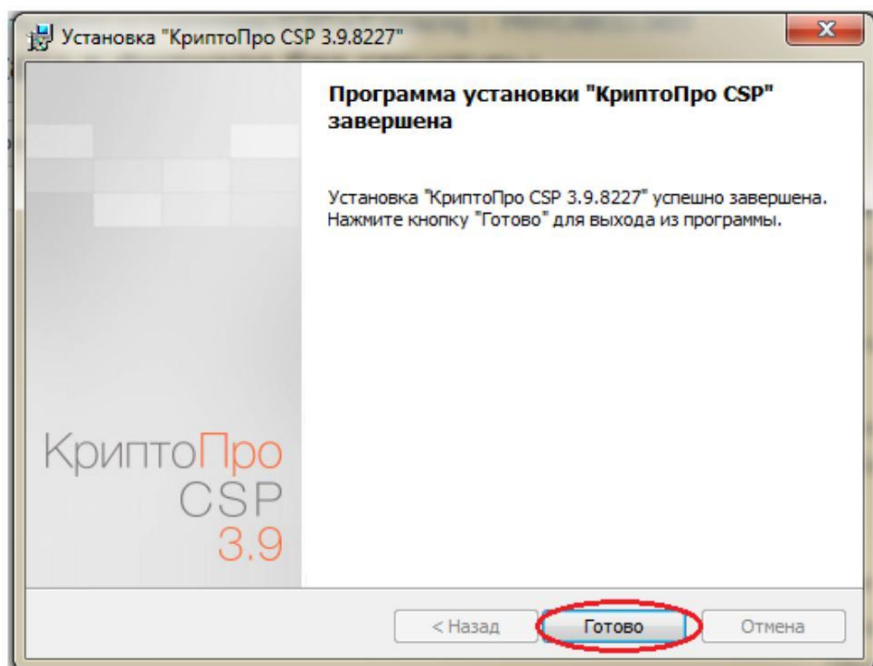 Установка "КриптоПро CSP 3.9.8227"
Программа установки "КриптоПро CSP"
завершена
Установка "КриптоПро CSP 3.9.8227" успешно завершена.
Нажмите кнопку "Готово" для выхода из программы.
КриптоПро
CSP
3.9
< Назад Готово Отмена